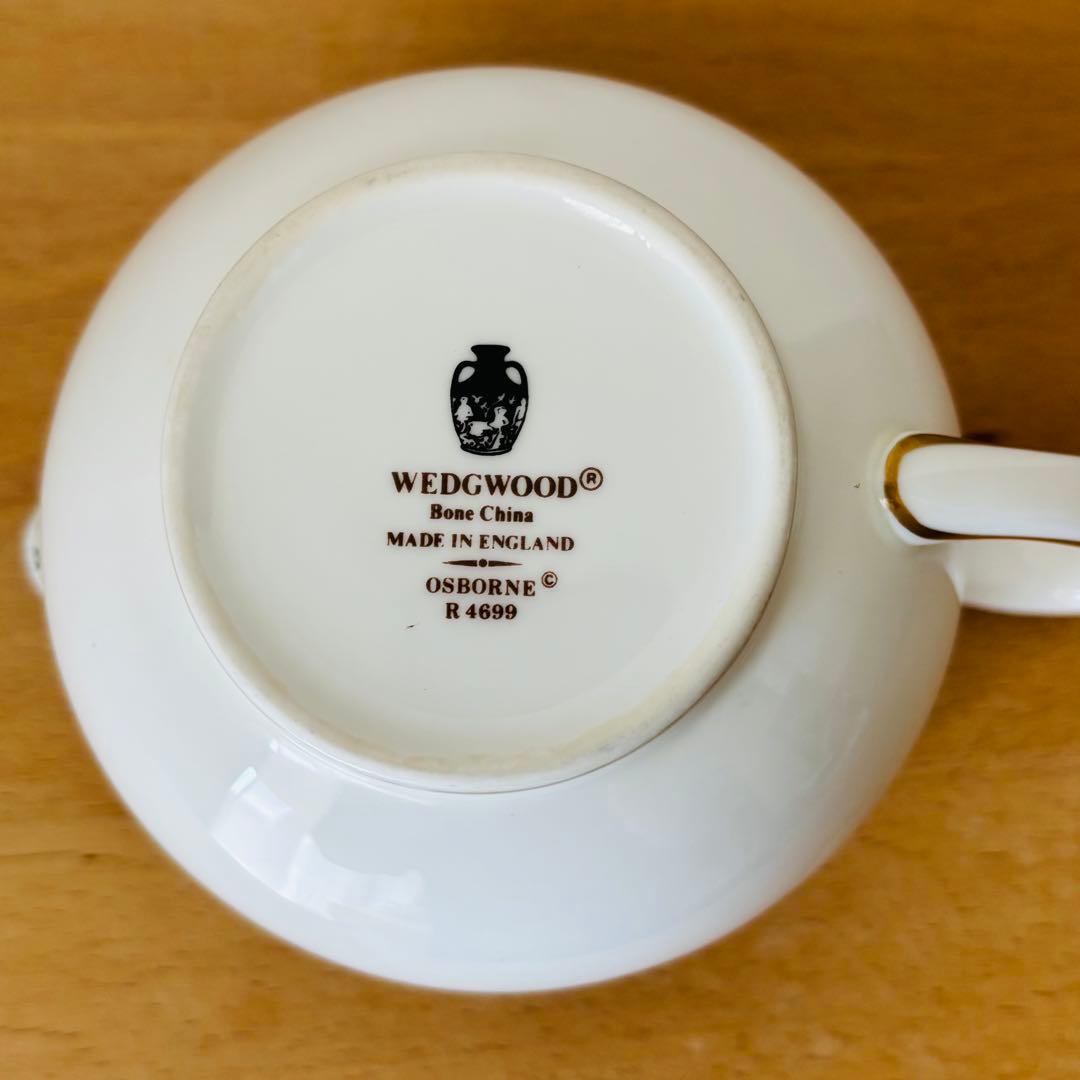 WEDGWOOD®
Bone China
MADE IN ENGLAND
OSBORNE©
R 4699